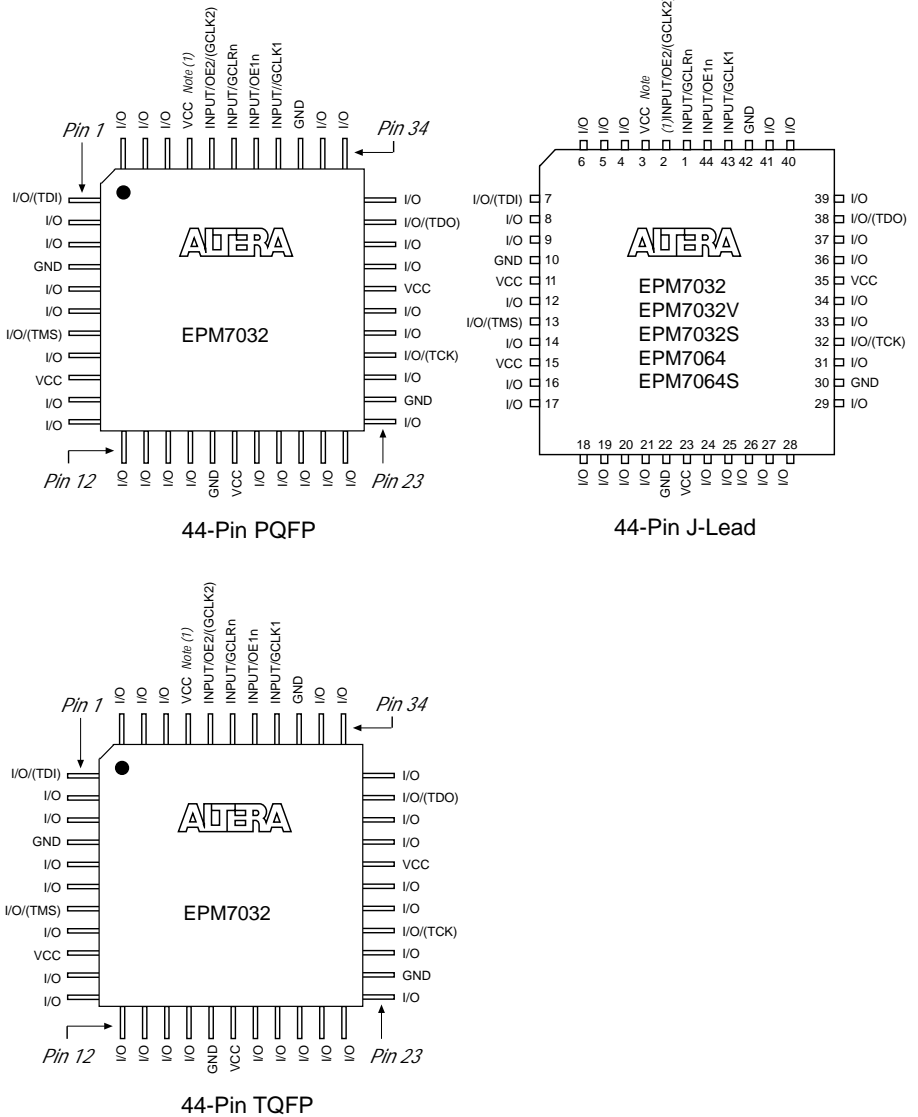 I/O
I/O
I/O
VCC Note (1)
INPUT/OE2/(GCLK2)
INPUT/GCLRn
INPUT/OE1n
INPUT//GCLK1
GND
I/O
I/O
Pin 1
Pin 34
I/O/(TDI)
I/O
I/O
GND
I/O
I/O
I/O/(TMS)
I/O
VCC
I/O
I/O
ALTERA
EPM7032
I/O
I/O/(TDO)
I/O
I/O
VCC
I/O
I/O
I/O/(TCK)
I/O
GND
I/O
Pin 12
Pin 23
I/O
I/O
I/O
I/O
GND
VCC
I/O
I/O
I/O
I/O
I/O
44-Pin PQFP
I/O
I/O
I/O
VCC Note
(1)INPUT/OE2/(GCLK2)
INPUT/GCLRn
INPUT/OE1n
INPUT/GCLK1
GND
I/O
I/O
6 5 4 3 2 1 44 43 42 41 40
I/O/(TDI) 7
I/O 8
I/O 9
GND 10
VCC 11
I/O 12
I/O/(TMS) 13
I/O 14
VCC 15
I/O 16
I/O 17
ALTERA
EPM7032
EPM7032V
EPM7032S
EPM7064
EPM7064S
39 I/O
38 I/O/(TDO)
37 I/O
36 I/O
35 VCC
34 I/O
33 I/O
32 I/O/(TCK)
31 I/O
30 GND
29 I/O
18 19 20 21 22 23 24 25 26 27 28
I/O
I/O
I/O
I/O
GND
VCC
I/O
I/O
I/O
I/O
I/O
44-Pin J-Lead
I/O
I/O
I/O
VCC Note (1)
INPUT/OE2/(GCLK2)
INPUT/GCLRn
INPUT/OE1n
INPUT/GCLK1
GND
I/O
I/O
Pin 1
Pin 34
I/O/(TDI)
I/O
I/O
GND
I/O
I/O
I/O/(TMS)
I/O
VCC
I/O
I/O
ALTERA
EPM7032
I/O
I/O/(TDO)
I/O
I/O
VCC
I/O
I/O
I/O/(TCK)
I/O
GND
I/O
Pin 12
Pin 23
I/O
I/O
I/O
I/O
GND
VCC
I/O
I/O
I/O
I/O
I/O
44-Pin TQFP